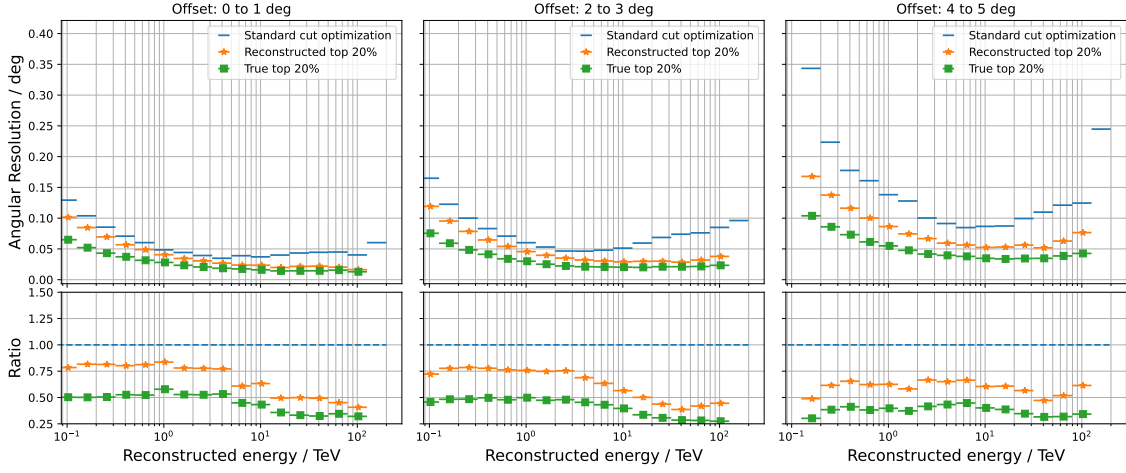 Offset: 0 to 1 deg
Offset: 2 to 3 deg
Offset: 4 to 5 deg
Angular Resolution / deg
0.40
0.35
0.30
0.25
0.20
0.15
0.10
0.05
0.00
Standard cut optimization
Reconstructed top 20%
True top 20%
Standard cut optimization
Reconstructed top 20%
True top 20%
Standard cut optimization
Reconstructed top 20%
True top 20%
Ratio
1.50
1.25
1.00
0.75
0.50
0.25
10⁻¹ 10⁰ 10¹ 10²
10⁻¹ 10⁰ 10¹ 10²
10⁻¹ 10⁰ 10¹ 10²
Reconstructed energy / TeV
Reconstructed energy / TeV
Reconstructed energy / TeV